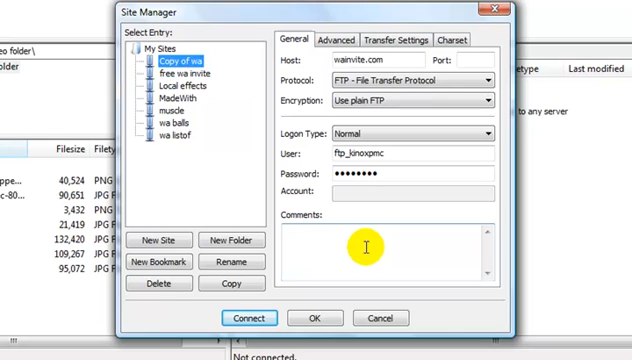 Site Manager
eo folder\
older
Select Entry:
My Sites
Copy of wa
free wa invite
Local effects
MadeWith
muscle
wa balls
wa listof
General
Advanced
Transfer Settings
Charset
Host:
wainvite.com
Port:
Protocol:
FTP - File Transfer Protocol
Encryption:
Use plain FTP
Logon Type:
Normal
User:
ftp_kinoxpmc
Password:
Account:
Comments:
New Site
New Folder
New Bookmark
Rename
Delete
Copy
Connect
OK
Cancel
Filesize
Filety
ppe...
40,524
PNG
c-80...
90,651
JPG F
3,432
PNG
21,419
JPG F
132,420
JPG F
109,267
JPG F
95,072
JPG F
ze
Last modified
to any server
Not connected.